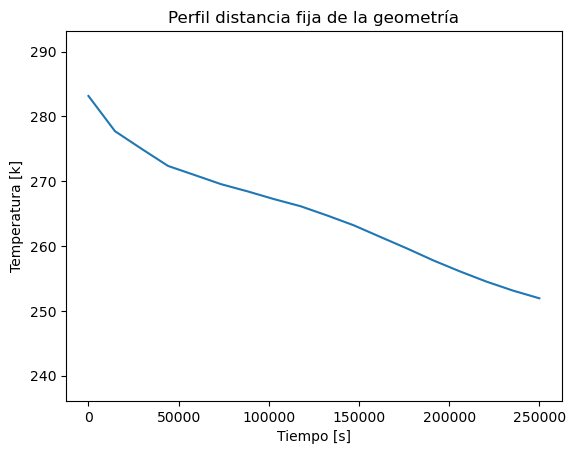 Perfil distancia fija de la geometría
290
280
270
260
250
240
Temperatura [k]
0 50000 100000 150000 200000 250000
Tiempo [s]